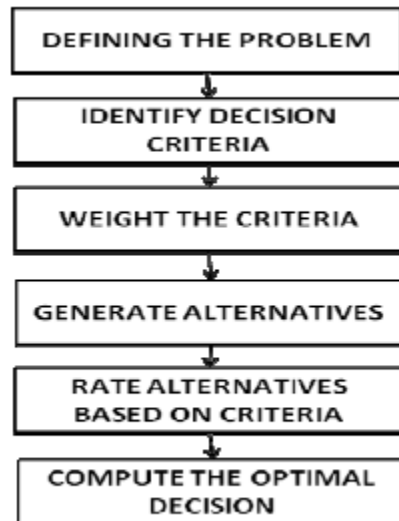 DEFINING THE PROBLEM
IDENTIFY DECISION
CRITERIA
WEIGHT THE CRITERIA
GENERATE ALTERNATIVES
RATE ALTERNATIVES
BASED ON CRITERIA
COMPUTE THE OPTIMAL
DECISION